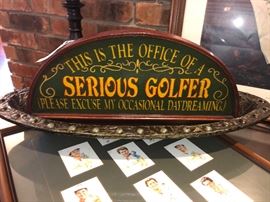 THIS IS THE OFFICE OF A
SERIOUS GOLFER
(PLEASE EXCUSE MY OCCASIONAL DAYDREAMING.)